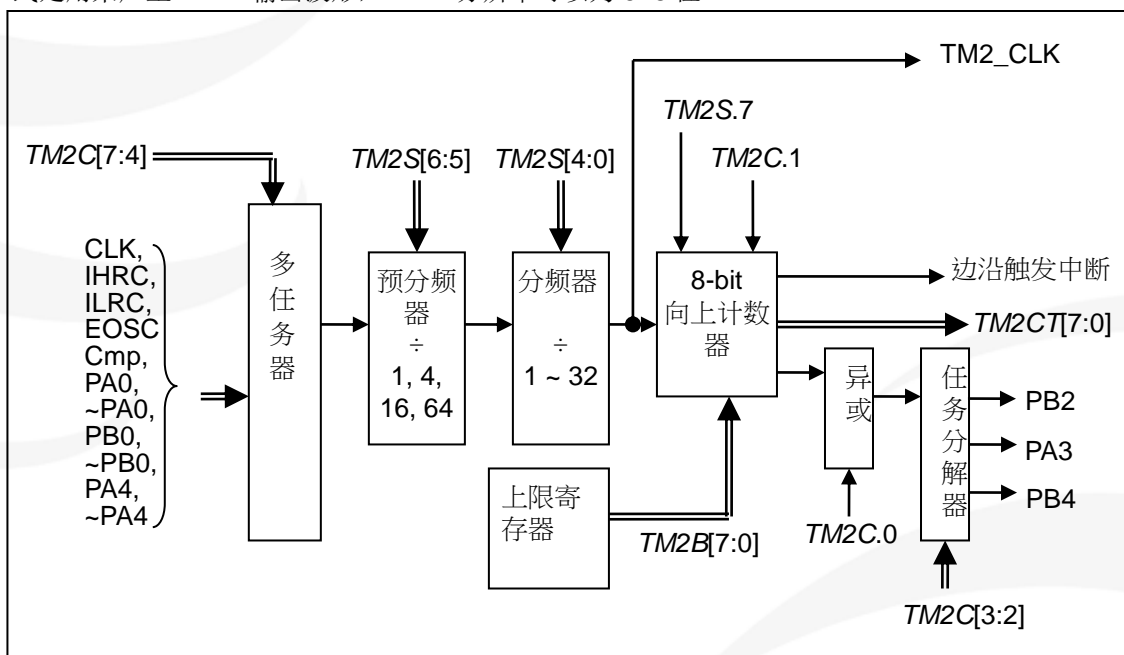 TM2_CLK
TM2S.7
TM2C[7:4]
TM2S[6:5]
TM2S[4:0]
TM2C.1
CLK,
IHRC,
ILRC,
EOSC
Cmp,
PA0,
~PA0,
PB0,
~PB0,
PA4,
~PA4
多
任
务
器
预分频
器
÷
1, 4,
16, 64
分频器
÷
1 ~ 32
8-bit
向上计数
器
边沿触发中断
TM2CT[7:0]
异
或
任
务
分
解
器
PB2
PA3
PB4
上限寄
存器
TM2B[7:0]
TM2C.0
TM2C[3:2]